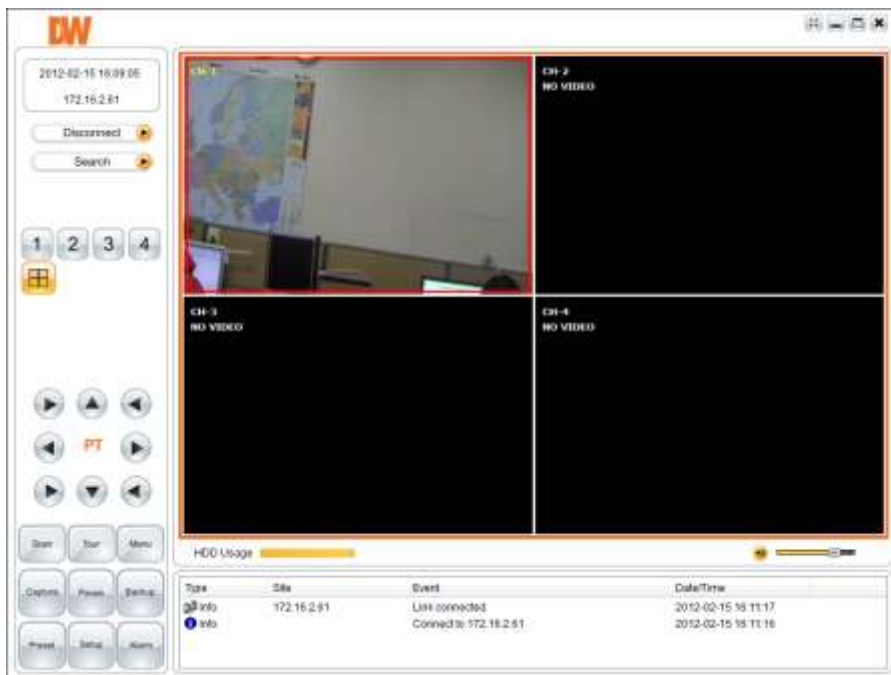 DW
2012-02-15 16:09:05
172.16.2.61
Disconnect
Search
1 2 3 4
PT
Scan Tour Menu
Capture Pause Backup
Preset Setup Alarm
CH-1
CH-2
NO VIDEO
CH-3
NO VIDEO
CH-4
NO VIDEO
HDD Usage
Type Site Event Date/Time
Info 172.16.2.61 Link connected 2012-02-15 16:11:17
Info Connect to 172.16.2.61 2012-02-15 16:11:16